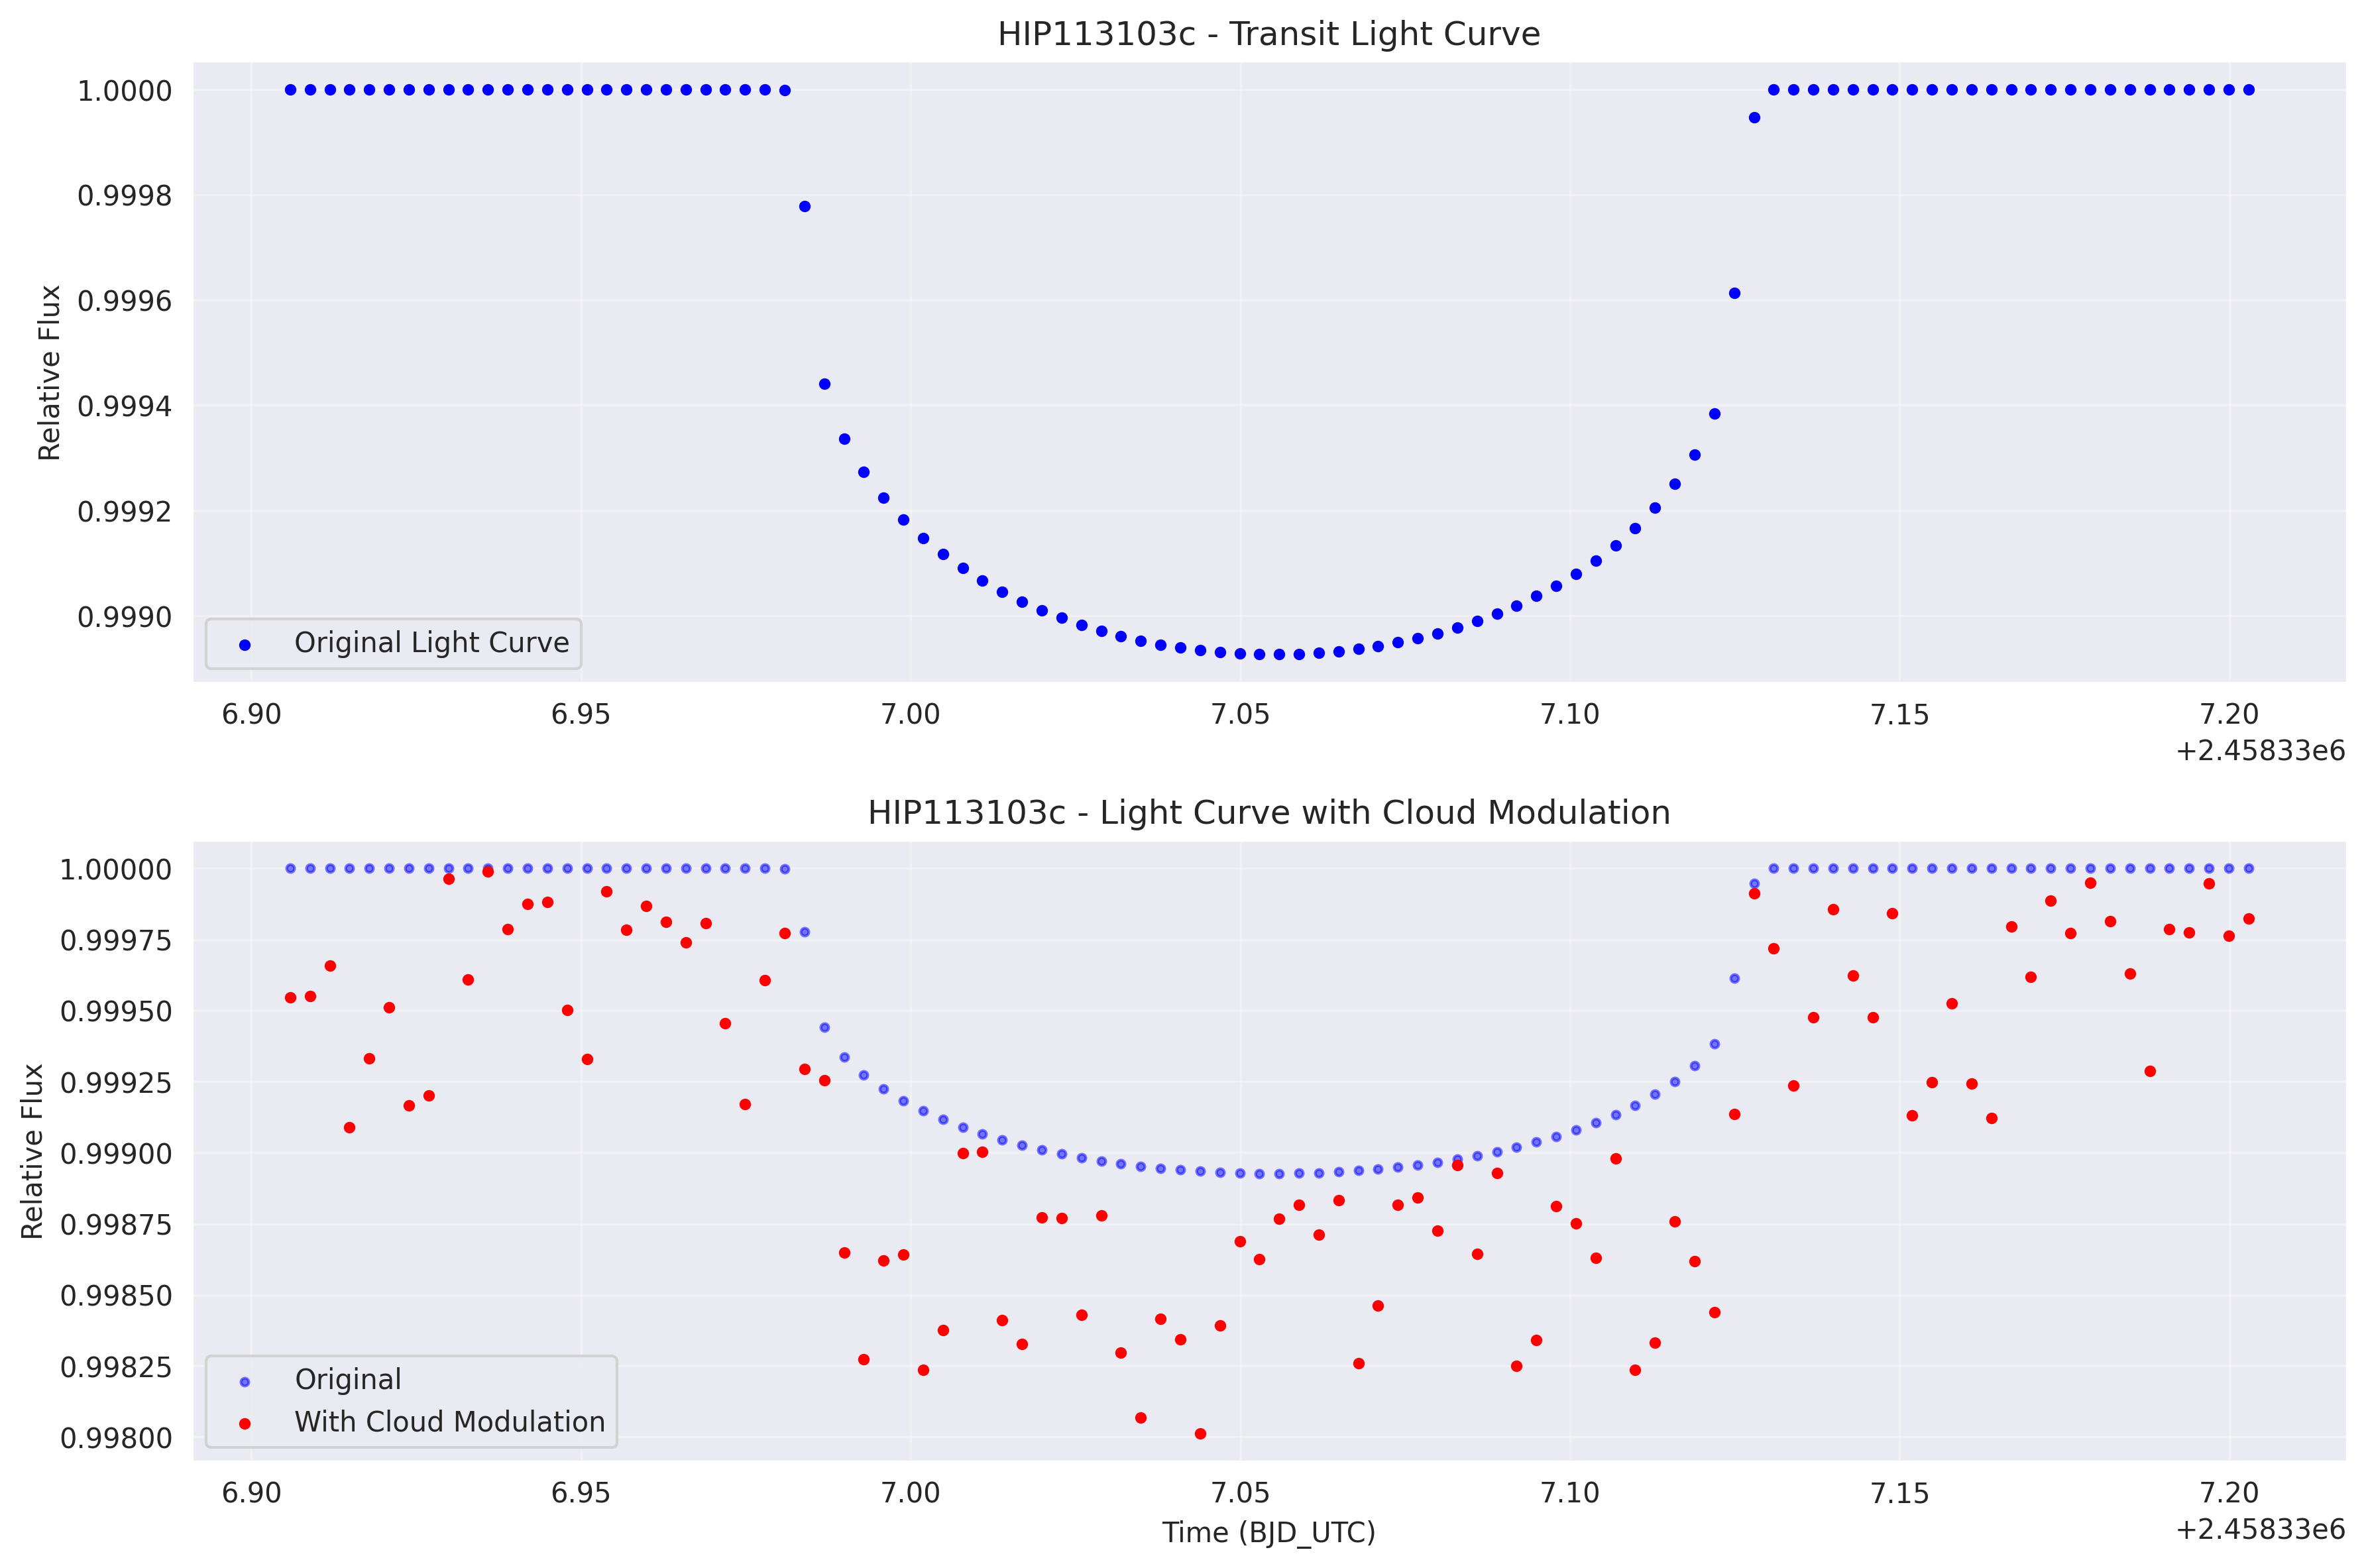 HIP113103c - Transit Light Curve
Relative Flux
1.0000
0.9998
0.9996
0.9994
0.9992
0.9990
Original Light Curve
6.90 6.95 7.00 7.05 7.10 7.15 7.20
+2.45833e6
HIP113103c - Light Curve with Cloud Modulation
Relative Flux
1.00000
0.99975
0.99950
0.99925
0.99900
0.99875
0.99850
0.99825
0.99800
Original
With Cloud Modulation
6.90 6.95 7.00 7.05 7.10 7.15 7.20
Time (BJD_UTC)
+2.45833e6